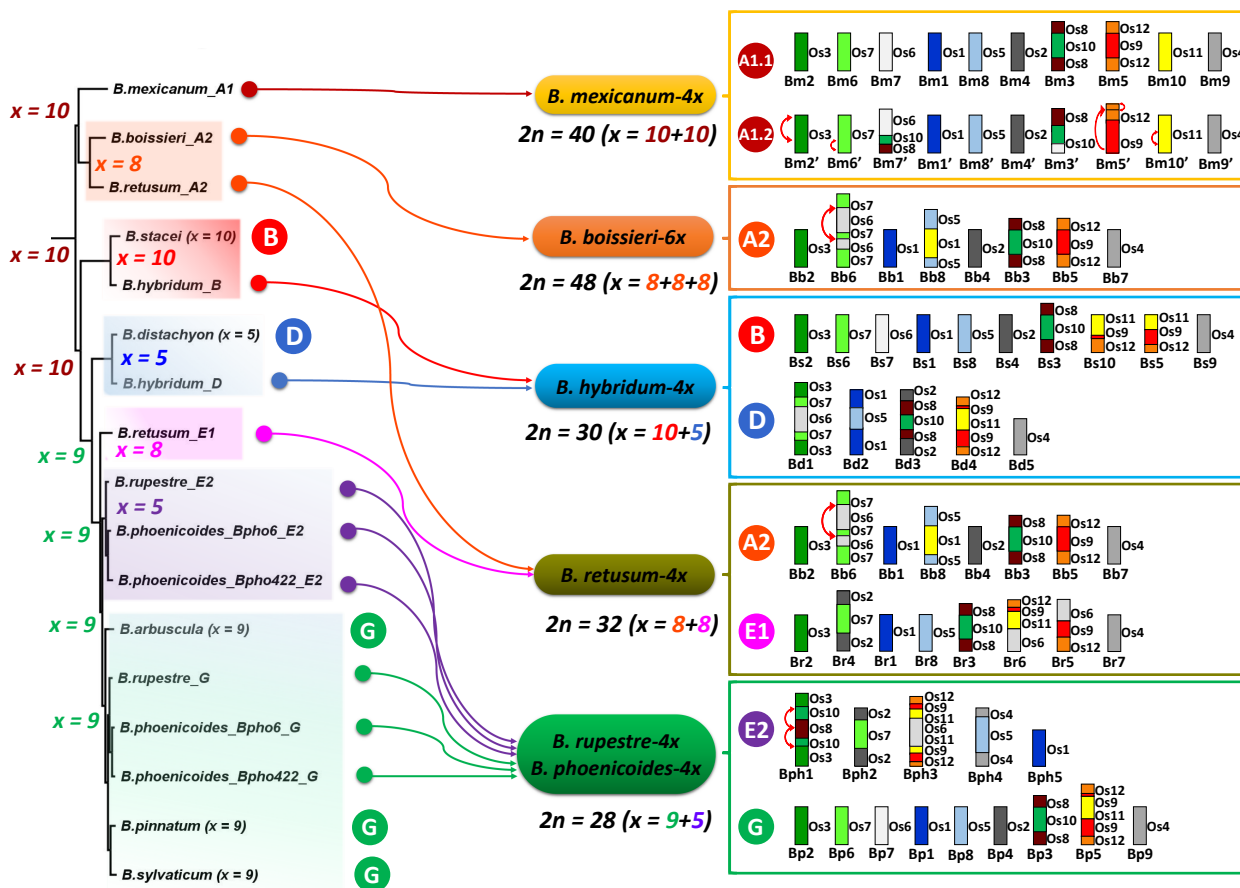 B.mexicanum_A1
x = 10
B.boissieri_A2
x = 8
B.retusum_A2
B.stacei (x = 10)
B
x = 10
x = 10
B.hybridum_B
B.distachyon (x = 5)
D
x = 5
x = 10
B.hybridum_D
B.retusum_E1
x = 8
x = 9
B.rupestre_E2
x = 5
x = 9
B.phoenicoides_Bpho6_E2
B.phoenicoides_Bpho422_E2
x = 9
B.arbuscula (x = 9)
G
B.rupestre_G
x = 9
B.phoenicoides_Bpho6_G
B.phoenicoides_Bpho422_G
B.pinnatum (x = 9)
G
B.sylvaticum (x = 9)
G
B. mexicanum-4x
2n = 40 (x = 10+10)
B. boissieri-6x
2n = 48 (x = 8+8+8)
B. hybridum-4x
2n = 30 (x = 10+5)
B. retusum-4x
2n = 32 (x = 8+8)
B. rupestre-4x
B. phoenicoides-4x
2n = 28 (x = 9+5)
A1.1
Os3 Os7 Os6 Os1 Os5 Os2 Os8 Os10 Os8 Os12 Os9 Os12 Os11 Os4
Bm2 Bm6 Bm7 Bm1 Bm8 Bm4 Bm3 Bm5 Bm10 Bm9
A1.2
Os3 Os7 Os6 Os10 Os8 Os1 Os5 Os2 Os8 Os10 Os12 Os9 Os11 Os4
Bm2’ Bm6’ Bm7’ Bm1’ Bm8’ Bm4’ Bm3’ Bm5’ Bm10’ Bm9’
A2
Os3 Os7 Os6 Os7 Os6 Os7 Os1 Os5 Os1 Os5 Os2 Os8 Os10 Os8 Os12 Os9 Os12 Os4
Bb2 Bb6 Bb1 Bb8 Bb4 Bb3 Bb5 Bb7
B
Os3 Os7 Os6 Os1 Os5 Os2 Os8 Os10 Os8 Os11 Os9 Os12 Os11 Os9 Os12 Os4
Bs2 Bs6 Bs7 Bs1 Bs8 Bs4 Bs3 Bs10 Bs5 Bs9
D
Os3 Os7 Os6 Os7 Os3 Os1 Os5 Os1 Os2 Os8 Os10 Os8 Os2 Os12 Os9 Os11 Os9 Os12 Os4
Bd1 Bd2 Bd3 Bd4 Bd5
A2
Os3 Os7 Os6 Os7 Os6 Os7 Os1 Os5 Os1 Os5 Os2 Os8 Os10 Os8 Os12 Os9 Os12 Os4
Bb2 Bb6 Bb1 Bb8 Bb4 Bb3 Bb5 Bb7
E1
Os3 Os2 Os7 Os2 Os1 Os5 Os8 Os10 Os8 Os12 Os9 Os11 Os6 Os6 Os9 Os12 Os4
Br2 Br4 Br1 Br8 Br3 Br6 Br5 Br7
E2
Os3 Os10 Os8 Os10 Os3 Os2 Os7 Os2 Os12 Os9 Os11 Os6 Os11 Os9 Os12 Os4 Os5 Os4 Os1
Bph1 Bph2 Bph3 Bph4 Bph5
G
Os3 Os7 Os6 Os1 Os5 Os2 Os8 Os10 Os8 Os12 Os9 Os11 Os9 Os12 Os4
Bp2 Bp6 Bp7 Bp1 Bp8 Bp4 Bp3 Bp5 Bp9